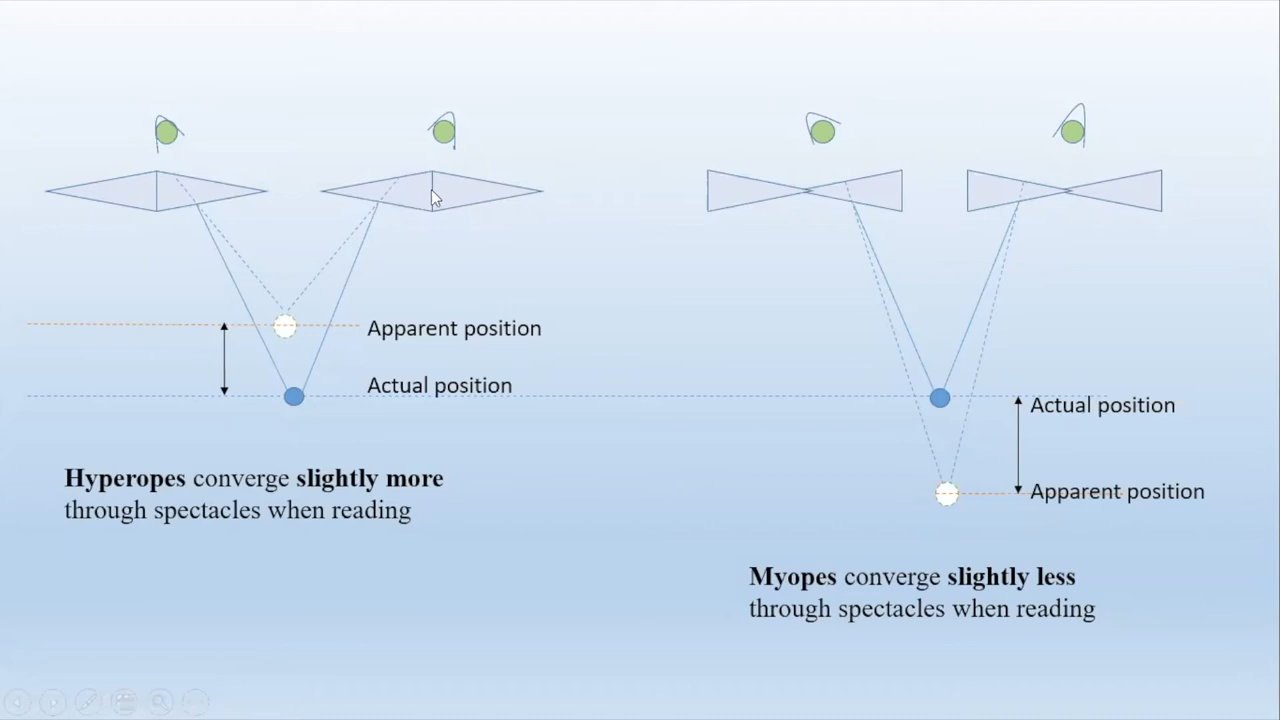 Apparent position
Actual position
Hyperopes converge slightly more
through spectacles when reading
Actual position
Apparent position
Myopes converge slightly less
through spectacles when reading